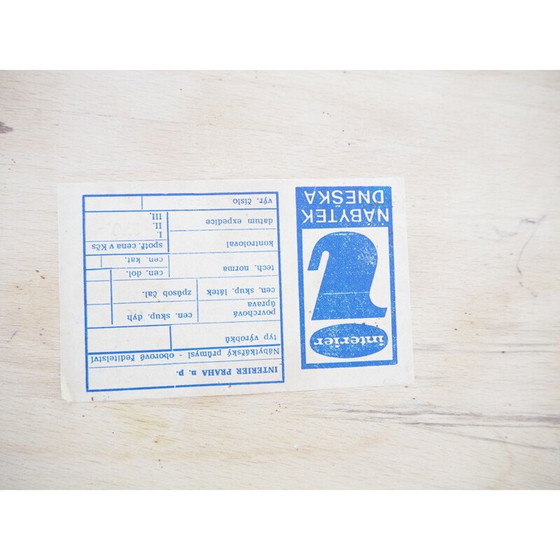 INTERIER PRAHA n. p.
Nábytkářský průmysl - oborové ředitelství
typ výrobků
povrchová úprava
cen. skup. dýh
cen. skup. látek
způsob čal.
tech. norma
cen. dol.
cen. kat.
kontroloval
spotř. cena v Kčs
datum expedice
I.
II.
III.
výr. číslo
interier
NÁBYTEK
DNEŠKA